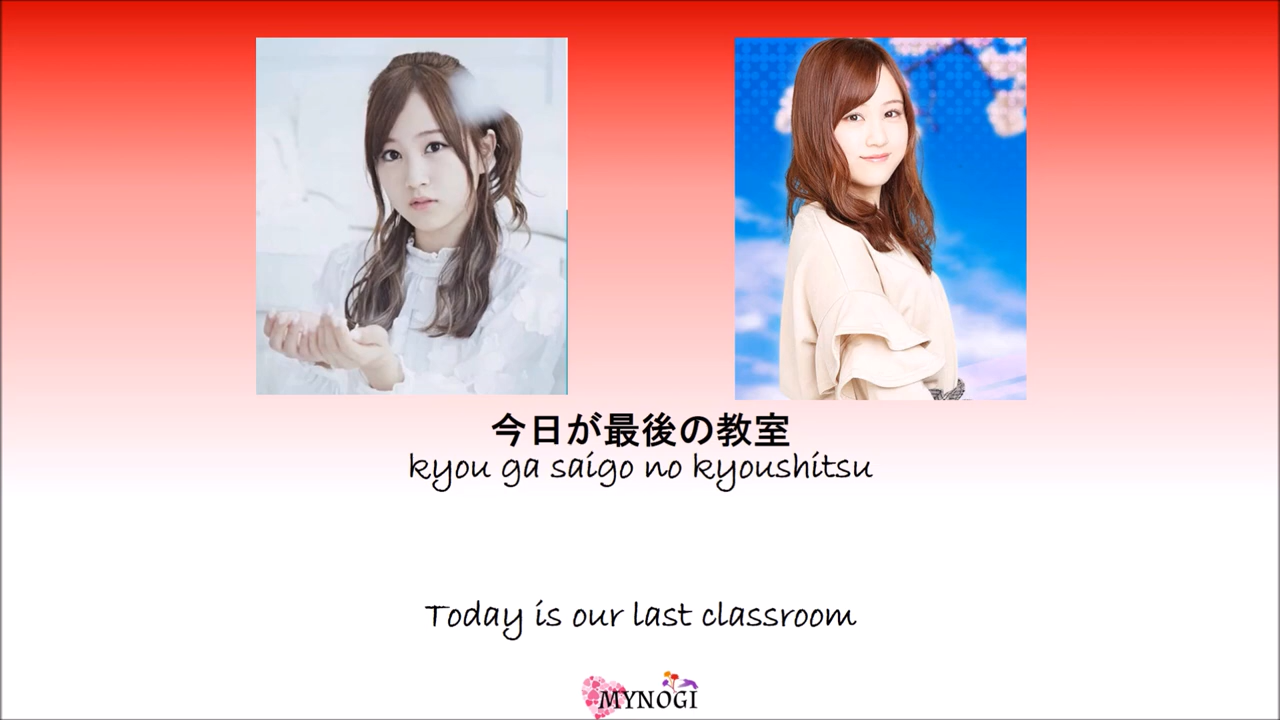 今日が最後の教室
kyou ga saigo no kyoushitsu
Today is our last classroom
MYNOGI